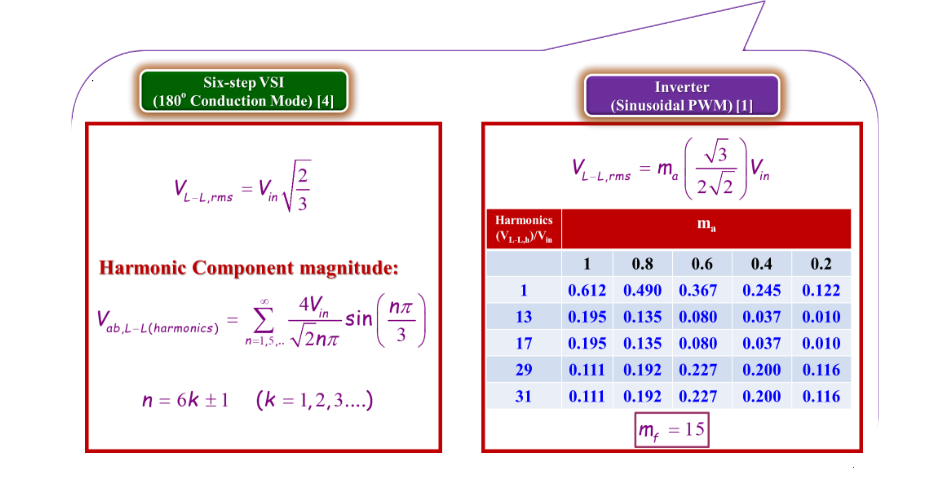 Six-step VSI
(180° Conduction Mode) [4]
V_{L-L,rms} = V_{in} \sqrt{\frac{2}{3}}
Harmonic Component magnitude:
V_{ab,L-L(harmonics)} = \sum_{n=1,5,..}^{\infty} \frac{4V_{in}}{\sqrt{2}n\pi} \sin\left(\frac{n\pi}{3}\right)
n = 6k ± 1 (k = 1, 2, 3....)
Inverter
(Sinusoidal PWM) [1]
V_{L-L,rms} = m_a \left(\frac{\sqrt{3}}{2\sqrt{2}}\right) V_{in}
Harmonics m_a
(V_{L-L,h})/V_{in}
1 0.8 0.6 0.4 0.2
1 0.612 0.490 0.367 0.245 0.122
13 0.195 0.135 0.080 0.037 0.010
17 0.195 0.135 0.080 0.037 0.010
29 0.111 0.192 0.227 0.200 0.116
31 0.111 0.192 0.227 0.200 0.116
m_f = 15